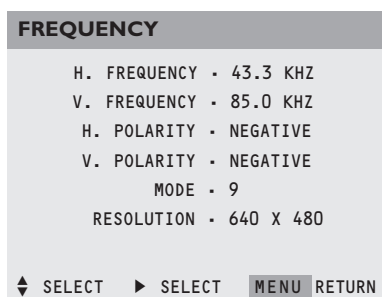 FREQUENCY
H. FREQUENCY • 43.3 KHZ
V. FREQUENCY • 85.0 KHZ
H. POLARITY • NEGATIVE
V. POLARITY • NEGATIVE
MODE • 9
RESOLUTION • 640 X 480
SELECT ▶ SELECT MENU RETURN